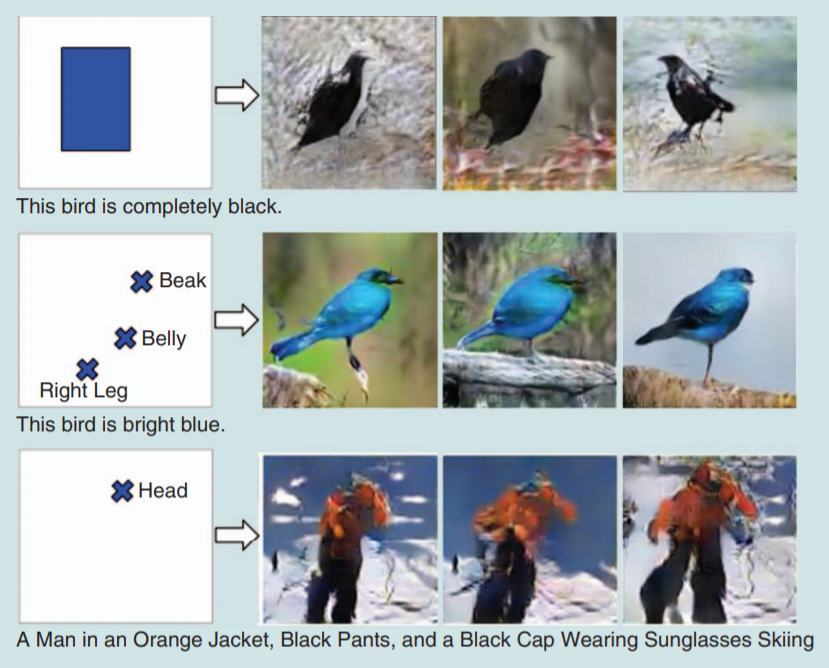 This bird is completely black.
Beak
Belly
Right Leg
This bird is bright blue.
Head
A Man in an Orange Jacket, Black Pants, and a Black Cap Wearing Sunglasses Skiing